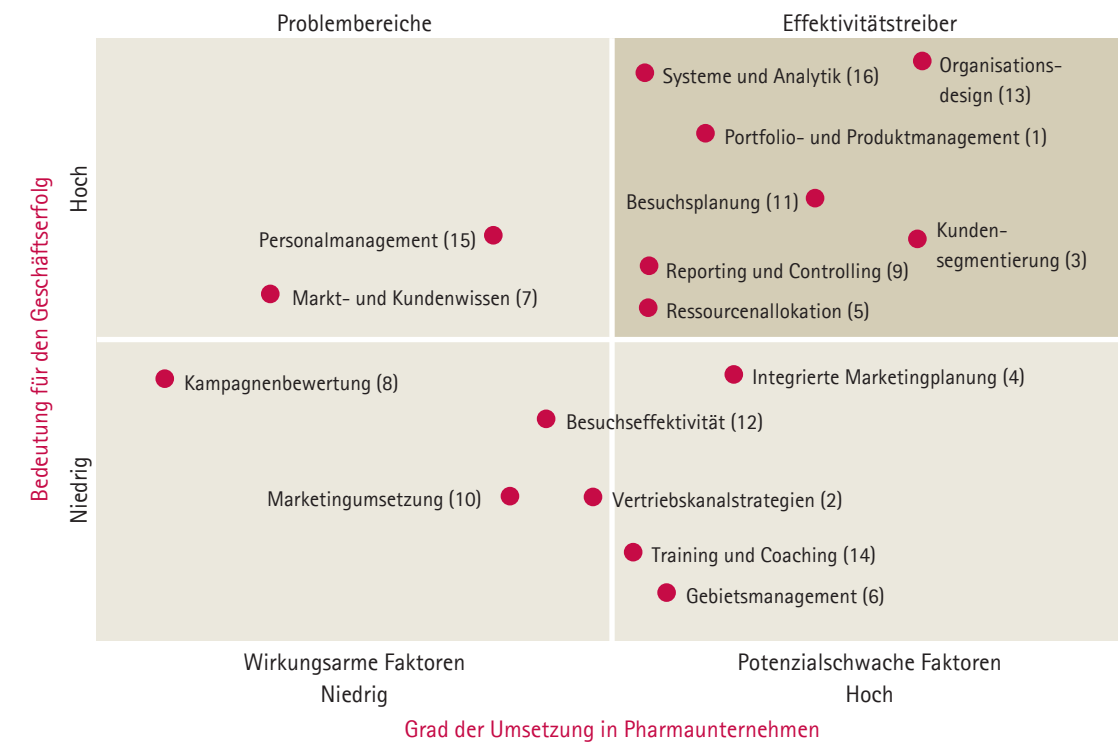 Problembereiche
Effektivitätstreiber
Systeme und Analytik (16)
Organisations-
design (13)
Portfolio- und Produktmanagement (1)
Besuchsplanung (11)
Kunden-
segmentierung (3)
Personalmanagement (15)
Reporting und Controlling (9)
Markt- und Kundenwissen (7)
Ressourcenallokation (5)
Kampagnenbewertung (8)
Integrierte Marketingplanung (4)
Besuchseffektivität (12)
Marketingumsetzung (10)
Vertriebskanalstrategien (2)
Training und Coaching (14)
Gebietsmanagement (6)
Bedeutung für den Geschäftserfolg
Hoch
Niedrig
Wirkungsarme Faktoren
Potenzialschwache Faktoren
Niedrig
Hoch
Grad der Umsetzung in Pharmaunternehmen